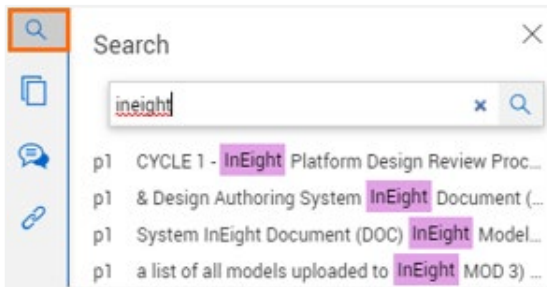 Search
ineight
p1 CYCLE 1 - InEight Platform Design Review Proc...
p1 & Design Authoring System InEight Document (...
p1 System InEight Document (DOC) InEight Model...
p1 a list of all models uploaded to InEight MOD 3) ...